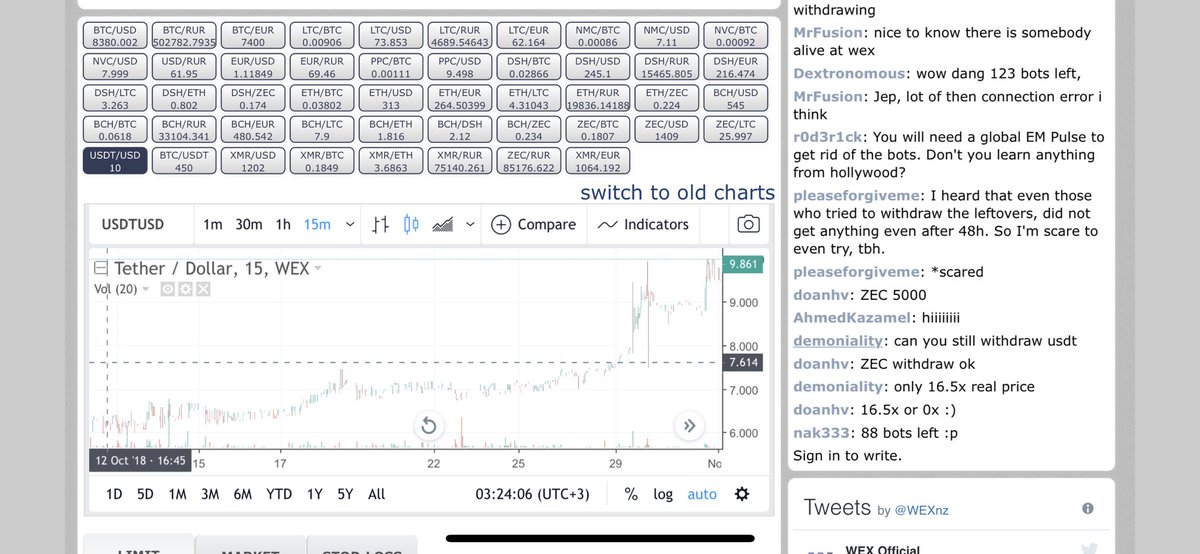 BTC/USD BTC/RUR BTC/EUR LTC/BTC LTC/USD LTC/RUR LTC/EUR NMC/BTC NMC/USD NVC/BTC
8380.002 502782.7935 7400 0.00906 73.853 4689.54643 62.164 0.00086 7.11 0.00092
NVC/USD USD/RUR EUR/USD EUR/RUR PPC/BTC PPC/USD DSH/BTC DSH/USD DSH/RUR DSH/EUR
7.999 61.95 1.11849 69.46 0.00111 9.498 0.02866 245.1 15465.805 216.474
DSH/LTC DSH/ETH DSH/ZEC ETH/BTC ETH/USD ETH/EUR ETH/LTC ETH/RUR ETH/ZEC BCH/USD
3.263 0.802 0.174 0.03802 313 264.50399 4.31043 19836.14188 0.224 545
BCH/BTC BCH/RUR BCH/EUR BCH/LTC BCH/ETH BCH/DSH BCH/ZEC ZEC/BTC ZEC/USD ZEC/LTC
0.0618 33104.341 480.542 7.9 1.816 2.12 0.234 0.1807 1409 25.997
USDT/USD BTC/USDT XMR/USD XMR/BTC XMR/ETH XMR/RUR ZEC/RUR XMR/EUR
10 450 1202 0.1849 3.6863 75140.261 85176.622 1064.192
switch to old charts
USDTUSD 1m 30m 1h 15m Compare Indicators
Tether / Dollar, 15, WEX
Vol (20)
9.861
9.000
8.000
7.614
7.000
6.000
12 Oct '18 · 16:45 15 17 22 25 29 No
1D 5D 1M 3M 6M YTD 1Y 5Y All 03:24:06 (UTC+3) % log auto
LIMIT MARKET STOP LOSS
withdrawing
MrFusion: nice to know there is somebody
alive at wex
Dextronomous: wow dang 123 bots left,
MrFusion: Jep, lot of then connection error i
think
r0d3r1ck: You will need a global EM Pulse to
get rid of the bots. Don't you learn anything
from hollywood?
pleaseforgiveme: I heard that even those
who tried to withdraw the leftovers, did not
get anything even after 48h. So I'm scare to
even try, tbh.
pleaseforgiveme: *scared
doanhv: ZEC 5000
AhmedKazamel: hiiiiiiii
demoniality: can you still withdraw usdt
doanhv: ZEC withdraw ok
demoniality: only 16.5x real price
doanhv: 16.5x or 0x :)
nak333: 88 bots left :p
Sign in to write.
Tweets by @WEXnz
WEX Official